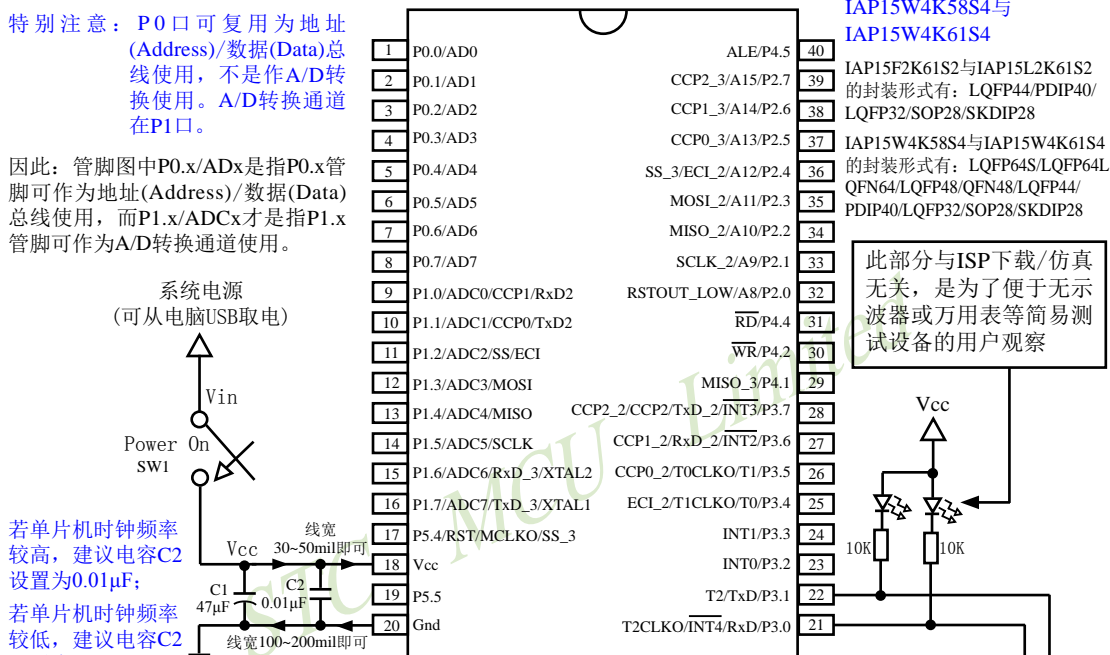 特别注意：P0口可复用为地址
(Address)/数据(Data)总
线使用，不是作A/D转
换使用。A/D转换通道
在P1口。
因此：管脚图中P0.x/ADx是指P0.x管
脚可作为地址(Address)/数据(Data)
总线使用，而P1.x/ADCx才是指P1.x
管脚可作为A/D转换通道使用。
系统电源
(可从电脑USB取电)
Vin
Power On
SW1
若单片机时钟频率
较高，建议电容C2
设置为0.01μF；
若单片机时钟频率
较低，建议电容C2
Vcc
线宽
30~50mil即可
C1
47μF
C2
0.01μF
线宽100~200mil即可
1 P0.0/AD0
2 P0.1/AD1
3 P0.2/AD2
4 P0.3/AD3
5 P0.4/AD4
6 P0.5/AD5
7 P0.6/AD6
8 P0.7/AD7
9 P1.0/ADC0/CCP1/RxD2
10 P1.1/ADC1/CCP0/TxD2
11 P1.2/ADC2/SS/ECI
12 P1.3/ADC3/MOSI
13 P1.4/ADC4/MISO
14 P1.5/ADC5/SCLK
15 P1.6/ADC6/RxD_3/XTAL2
16 P1.7/ADC7/TxD_3/XTAL1
17 P5.4/RST/MCLKO/SS_3
18 Vcc
19 P5.5
20 Gnd
ALE/P4.5 40
CCP2_3/A15/P2.7 39
CCP1_3/A14/P2.6 38
CCP0_3/A13/P2.5 37
SS_3/ECI_2/A12/P2.4 36
MOSI_2/A11/P2.3 35
MISO_2/A10/P2.2 34
SCLK_2/A9/P2.1 33
RSTOUT_LOW/A8/P2.0 32
RD/P4.4 31
WR/P4.2 30
MISO_3/P4.1 29
CCP2_2/CCP2/TxD_2/INT3/P3.7 28
CCP1_2/RxD_2/INT2/P3.6 27
CCP0_2/T0CLKO/T1/P3.5 26
ECI_2/T1CLKO/T0/P3.4 25
INT1/P3.3 24
INT0/P3.2 23
T2/TxD/P3.1 22
T2CLKO/INT4/RxD/P3.0 21
STC MCU Limited
IAP15W4K58S4与
IAP15W4K61S4
IAP15F2K61S2与IAP15L2K61S2
的封装形式有：LQFP44/PDIP40/
LQFP32/SOP28/SKDIP28
IAP15W4K58S4与IAP15W4K61S4
的封装形式有：LQFP64S/LQFP64L
QFN64/LQFP48/QFN48/LQFP44/
PDIP40/LQFP32/SOP28/SKDIP28
此部分与ISP下载/仿真
无关，是为了便于无示
波器或万用表等简易测
试设备的用户观察
Vcc
10K
10K